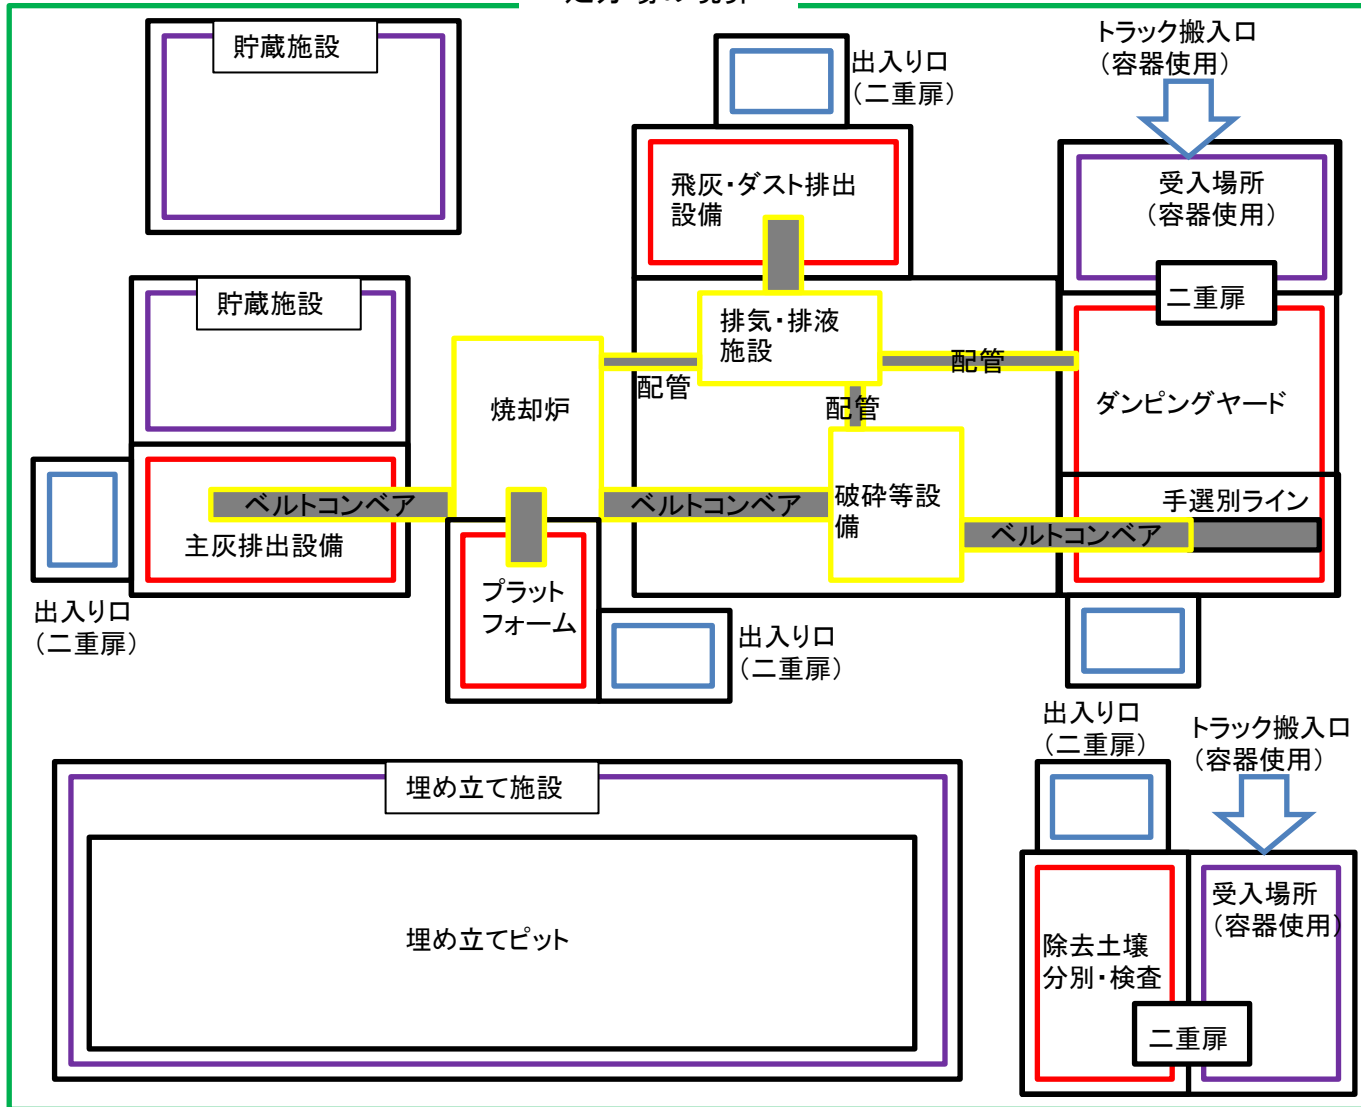 貯蔵施設
出入り口
（二重扉）
トラック搬入口
（容器使用）
飛灰・ダスト排出
設備
受入場所
（容器使用）
二重扉
貯蔵施設
排気・排液
施設
配管
配管
配管
焼却炉
ダンピングヤード
ベルトコンベア
主灰排出設備
ベルトコンベア
破砕等設
備
手選別ライン
ベルトコンベア
プラット
フォーム
出入り口
（二重扉）
出入り口
（二重扉）
出入り口
（二重扉）
トラック搬入口
（容器使用）
埋め立て施設
埋め立てピット
除去土壌
分別・検査
受入場所
（容器使用）
二重扉